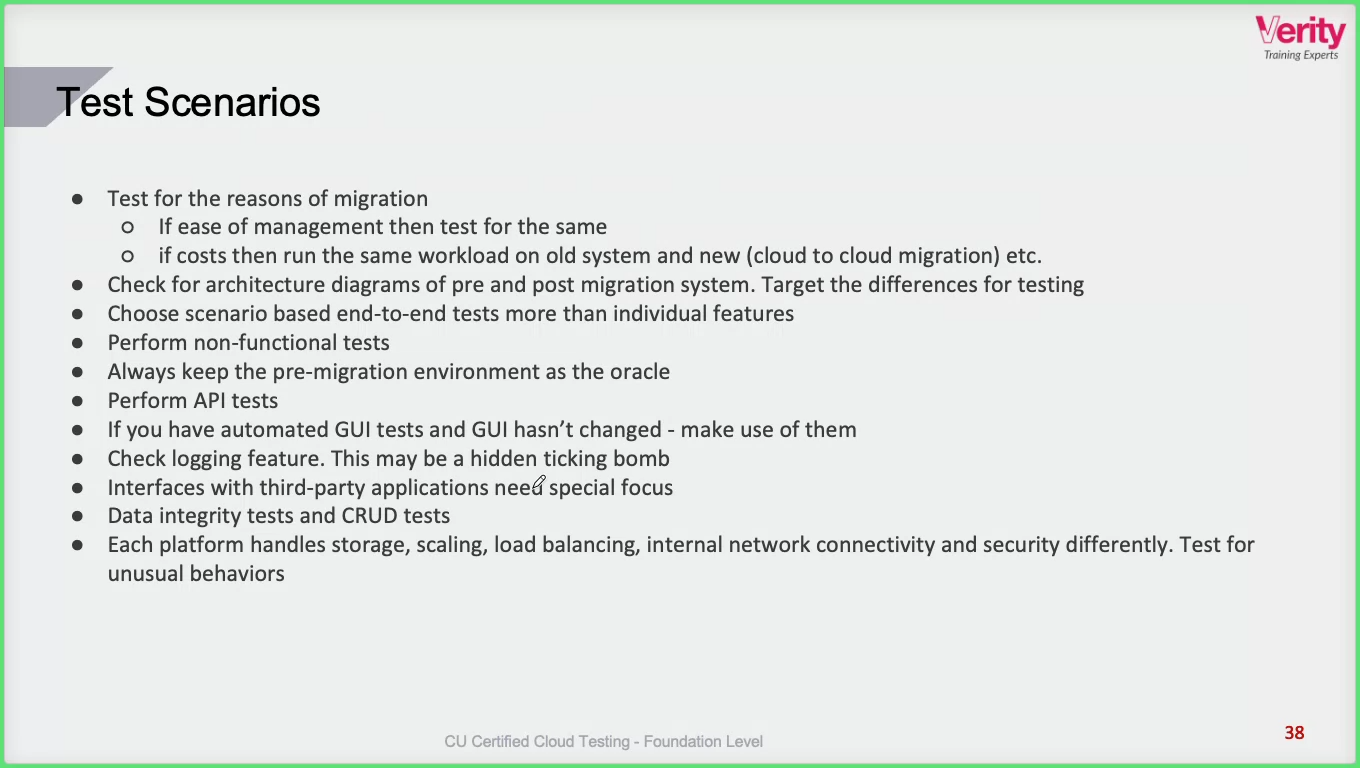 Verity
Training Experts
Test Scenarios
● Test for the reasons of migration
○ If ease of management then test for the same
○ if costs then run the same workload on old system and new (cloud to cloud migration) etc.
● Check for architecture diagrams of pre and post migration system. Target the differences for testing
● Choose scenario based end-to-end tests more than individual features
● Perform non-functional tests
● Always keep the pre-migration environment as the oracle
● Perform API tests
● If you have automated GUI tests and GUI hasn’t changed - make use of them
● Check logging feature. This may be a hidden ticking bomb
● Interfaces with third-party applications need special focus
● Data integrity tests and CRUD tests
● Each platform handles storage, scaling, load balancing, internal network connectivity and security differently. Test for
unusual behaviors
CU Certified Cloud Testing - Foundation Level
38